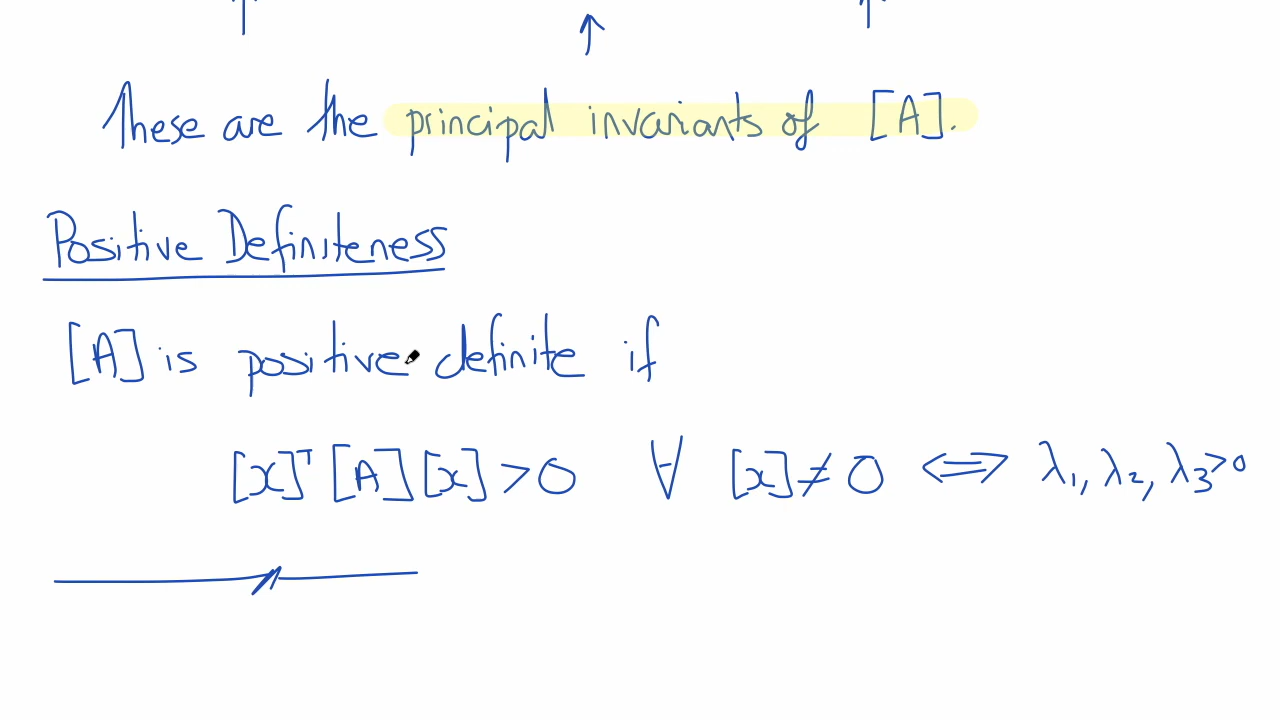 These are the principal invariants of [A].
Positive Definiteness
[A] is positive definite if
[x]ᵀ [A] [x] > 0 ∀ [x] ≠ 0 ⟺ λ₁, λ₂, λ₃ > 0